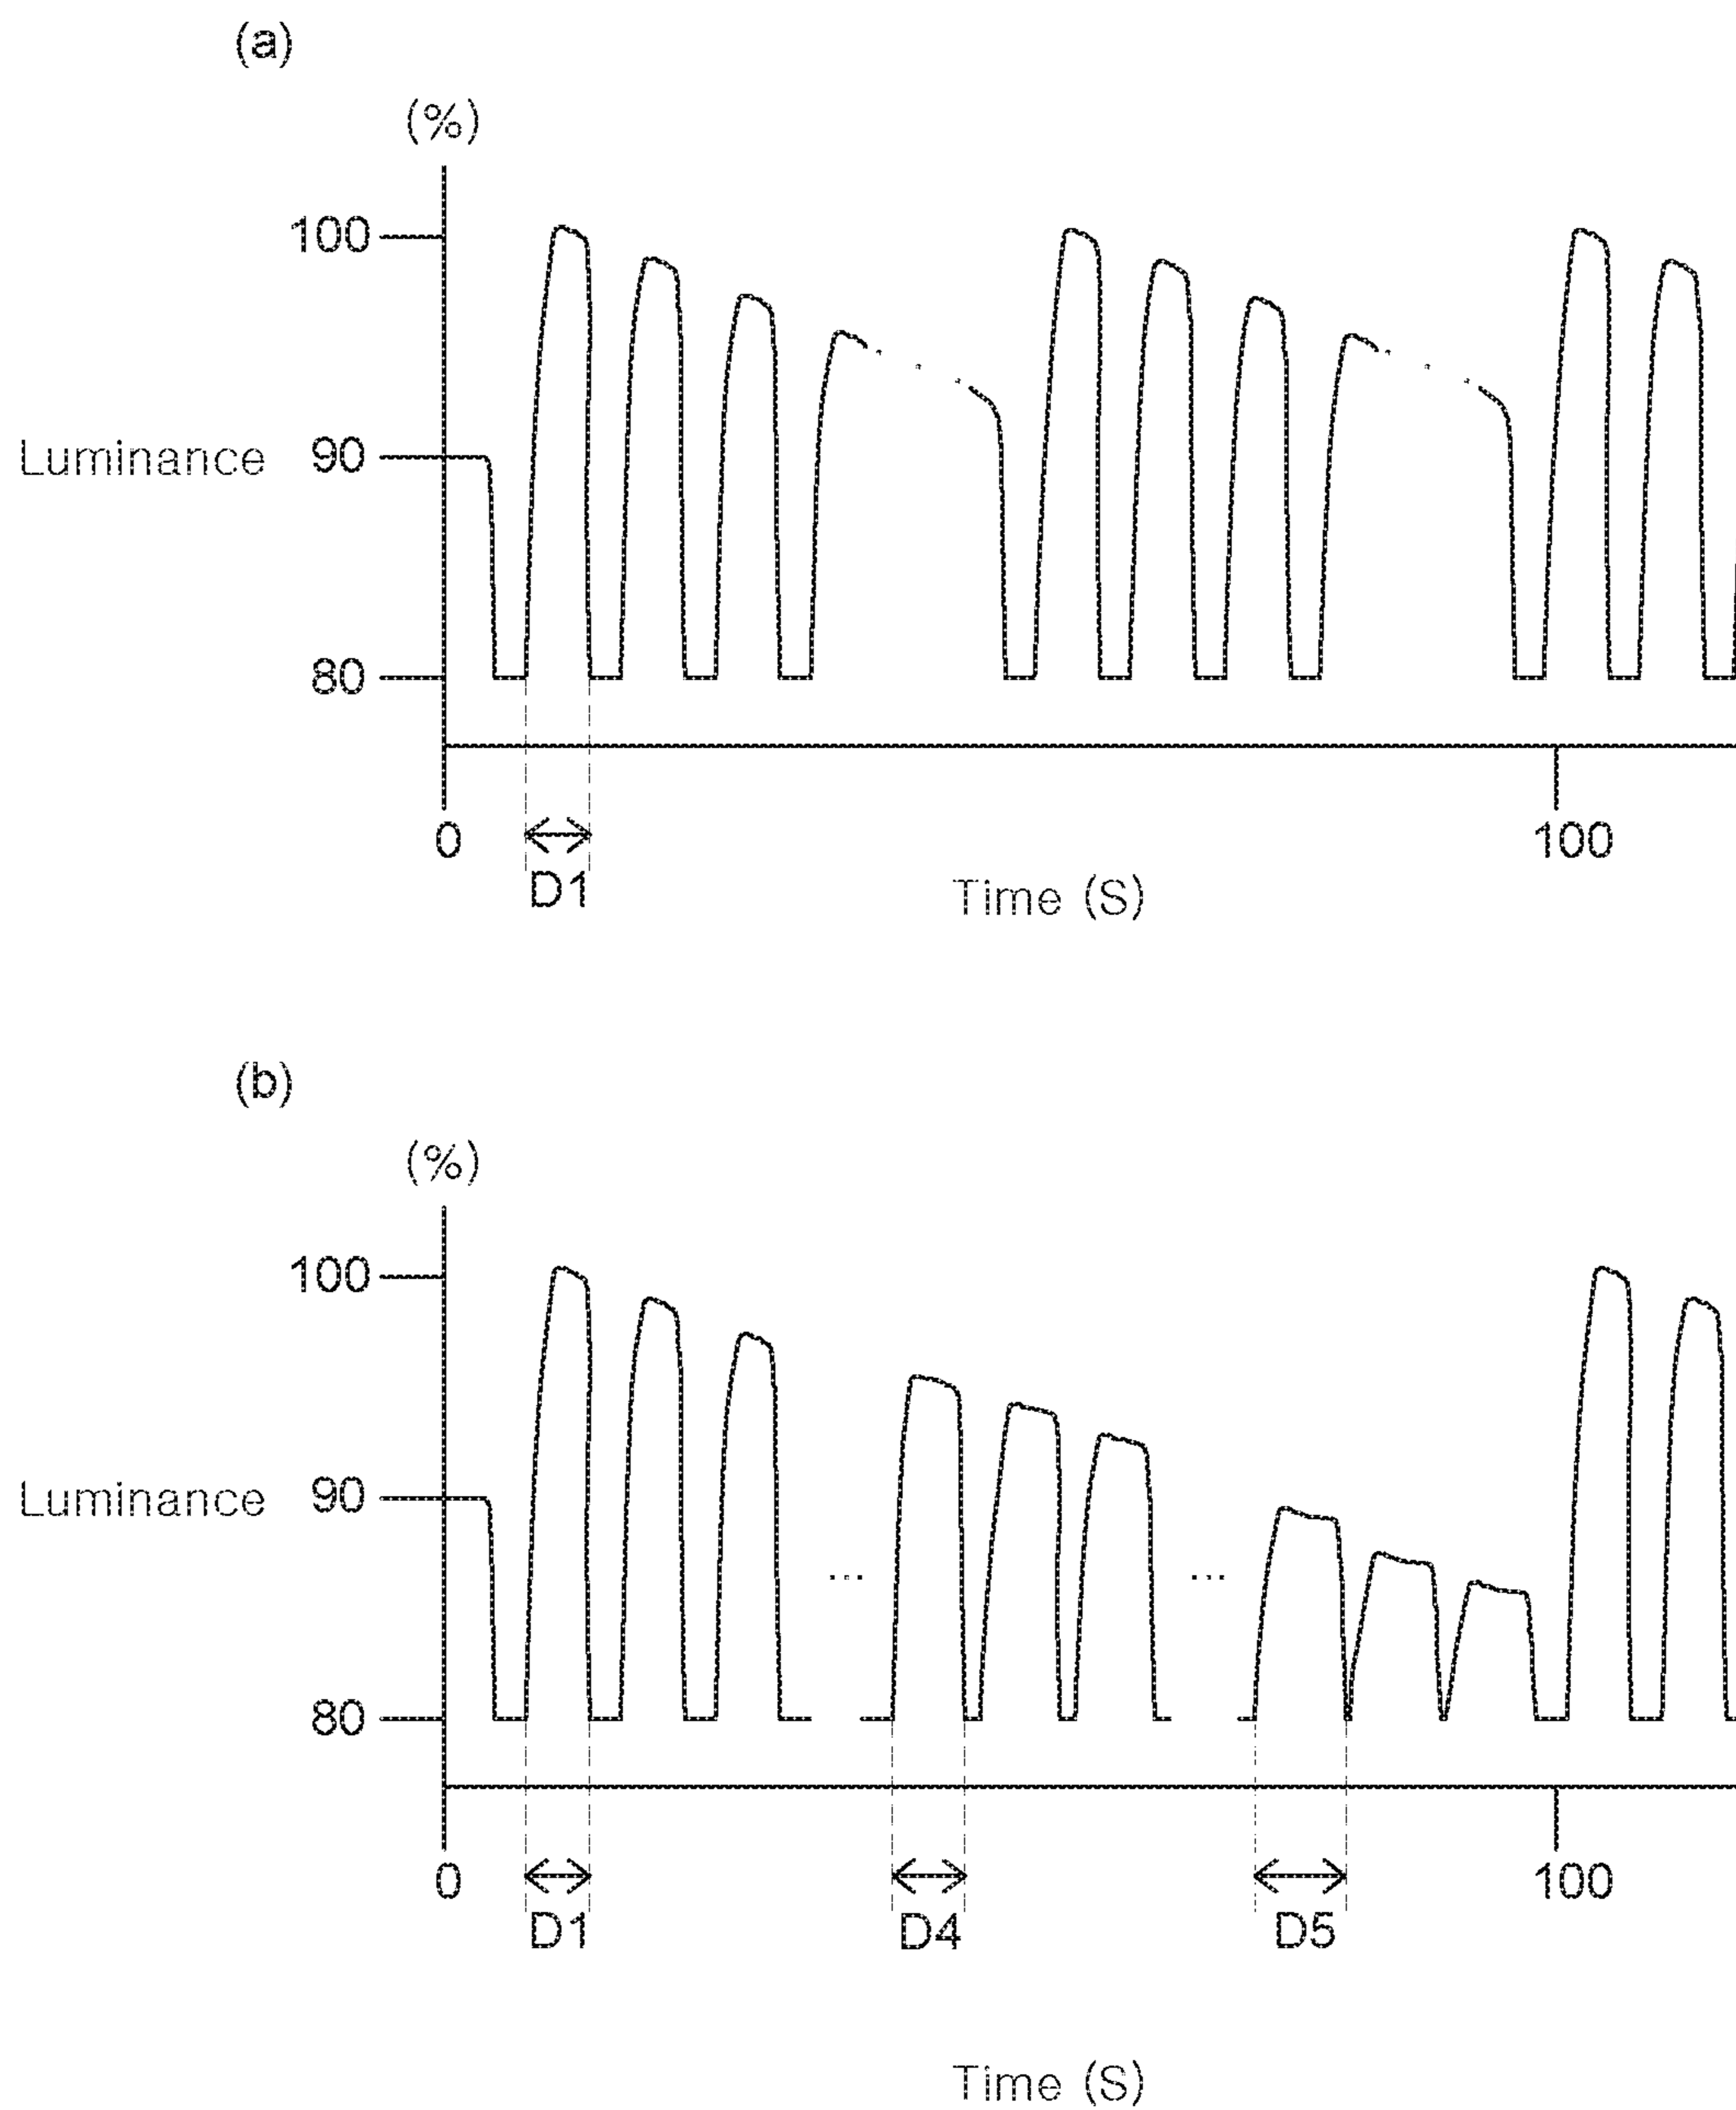 (a)
(%)
100
Luminance 90
80
0 100
D1
Time (S)
(b)
(%)
100
Luminance 90
80
... ...
0 100
D1 D4 D5
Time (S)